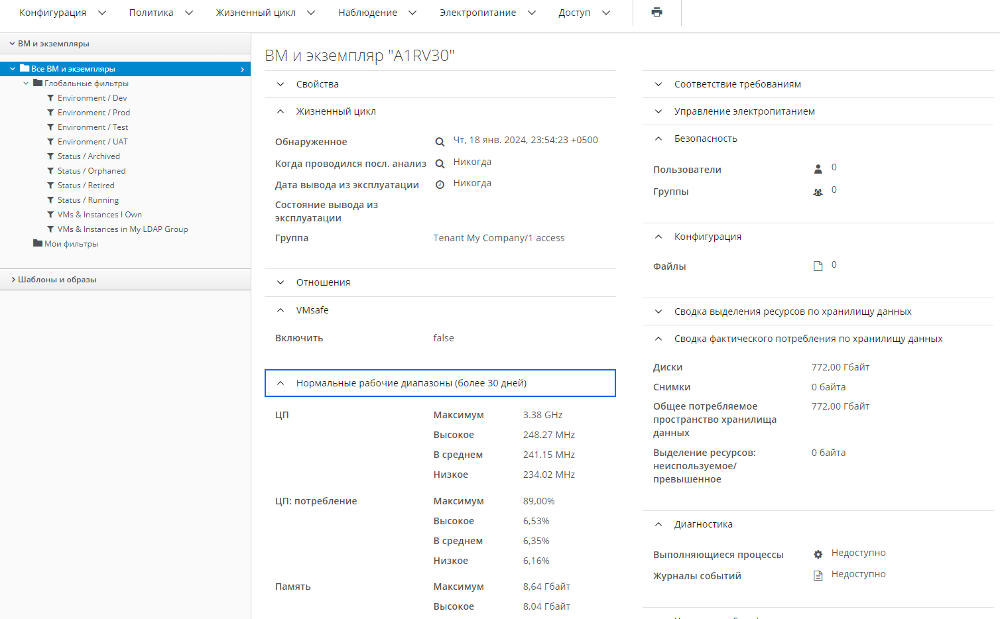 Конфигурация
Политика
Жизненный цикл
Наблюдение
Электропитание
Доступ
ВМ и экземпляры
Все ВМ и экземпляры
Глобальные фильтры
Environment / Dev
Environment / Prod
Environment / Test
Environment / UAT
Status / Archived
Status / Orphaned
Status / Retired
Status / Running
VMs & Instances I Own
VMs & Instances in My LDAP Group
Мои фильтры
Шаблоны и образы
ВМ и экземпляр "A1RV30"
Свойства
Жизненный цикл
Обнаруженное Чт, 18 янв. 2024, 23:54:23 +0500
Когда проводился посл. анализ Никогда
Дата вывода из эксплуатации Никогда
Состояние вывода из
эксплуатации
Группа Tenant My Company/1 access
Отношения
VMsafe
Включить false
Нормальные рабочие диапазоны (более 30 дней)
ЦП Максимум 3.38 GHz
Высокое 248.27 MHz
В среднем 241.15 MHz
Низкое 234.02 MHz
ЦП: потребление Максимум 89,00%
Высокое 6,53%
В среднем 6,35%
Низкое 6,16%
Память Максимум 8,64 Гбайт
Высокое 8,04 Гбайт
Соответствие требованиям
Управление электропитанием
Безопасность
Пользователи 0
Группы 0
Конфигурация
Файлы 0
Сводка выделения ресурсов по хранилищу данных
Сводка фактического потребления по хранилищу данных
Диски 772,00 Гбайт
Снимки 0 байта
Общее потребляемое 772,00 Гбайт
пространство хранилища
данных
Выделение ресурсов: 0 байта
неиспользуемое/
превышенное
Диагностика
Выполняющиеся процессы Недоступно
Журналы событий Недоступно